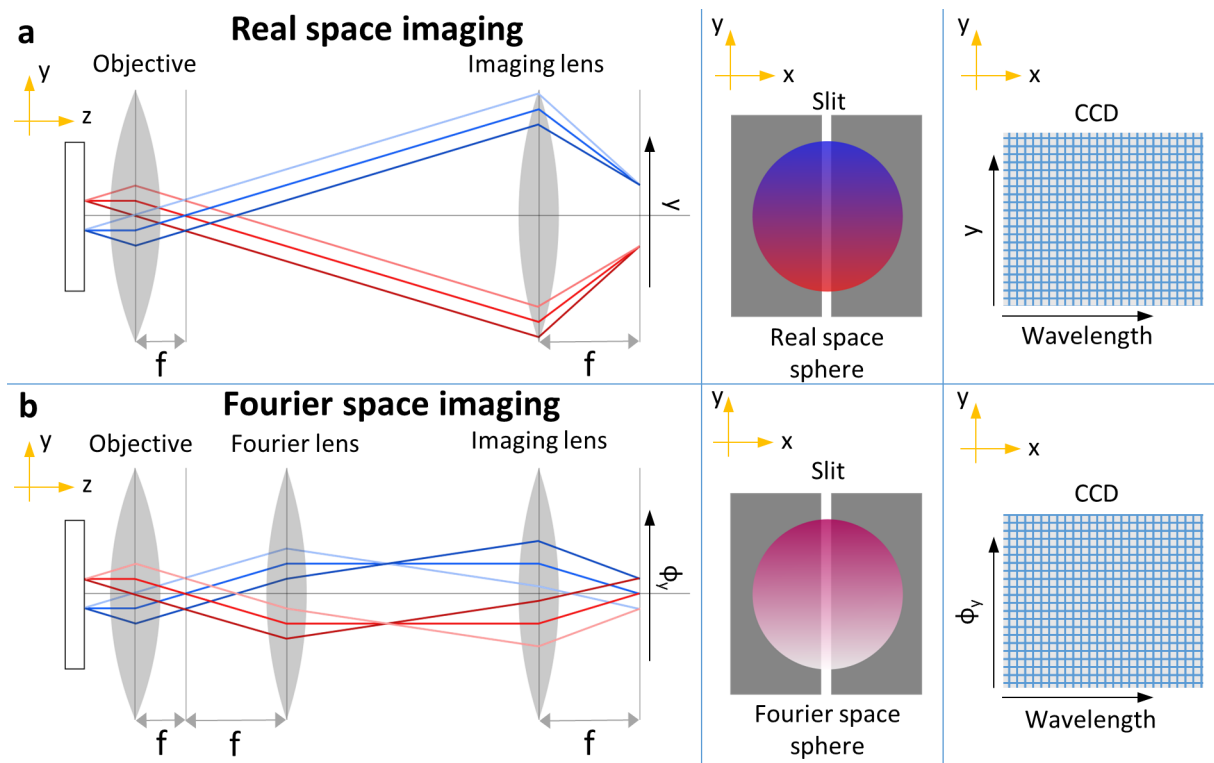 a
Real space imaging
y
z
Objective
Imaging lens
y
f
f
y
x
Slit
Real space
sphere
y
x
CCD
y
Wavelength
b
Fourier space imaging
y
z
Objective
Fourier lens
Imaging lens
ϕy
f
f
f
y
x
Slit
Fourier space
sphere
y
x
CCD
ϕy
Wavelength